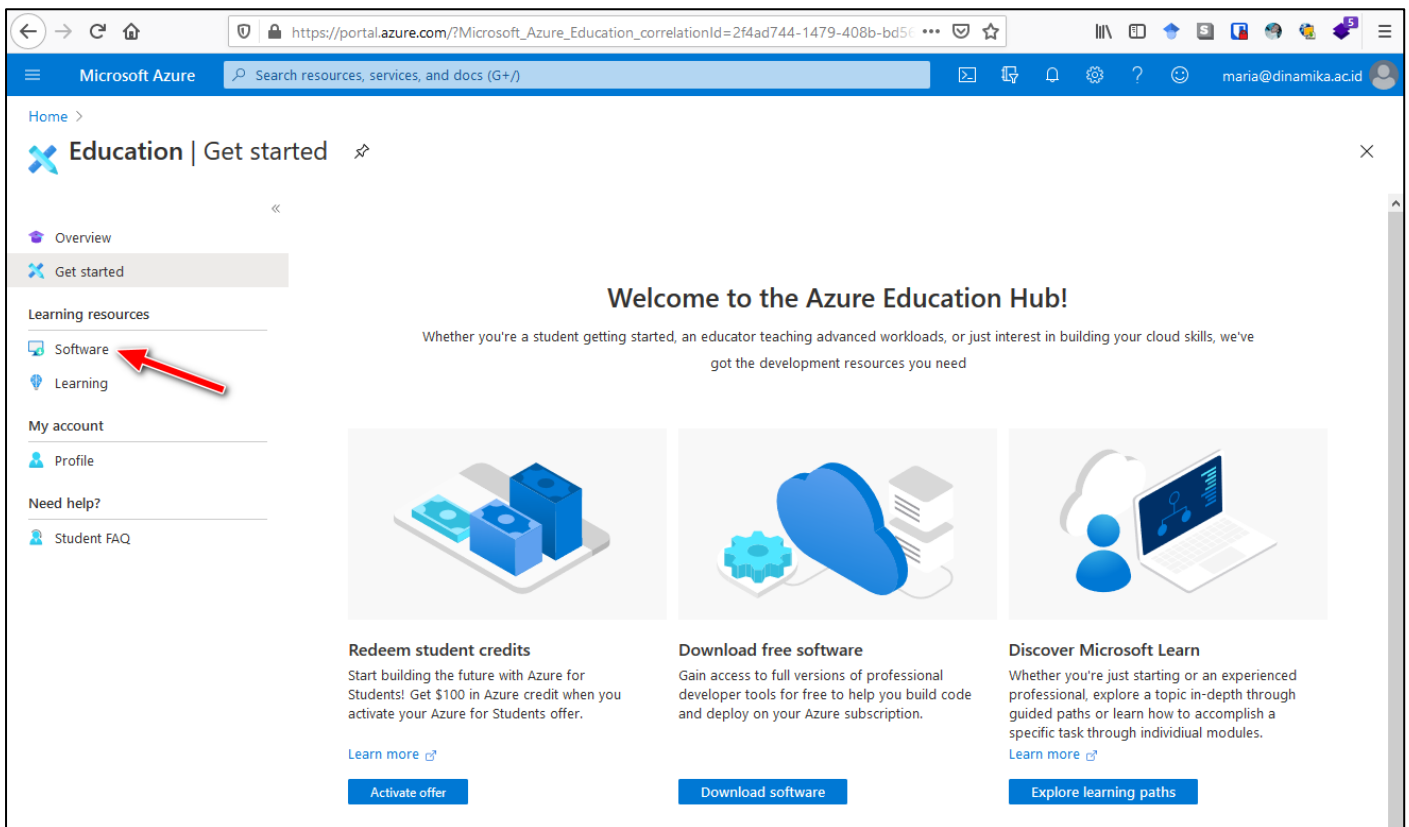 https://portal.azure.com/?Microsoft_Azure_Education_correlationId=2f4ad744-1479-408b-bd5
5
Microsoft Azure
Search resources, services, and docs (G+/)
maria@dinamika.ac.id
Home >
Education | Get started
Overview
Get started
Learning resources
Software
Learning
My account
Profile
Need help?
Student FAQ
Welcome to the Azure Education Hub!
Whether you're a student getting started, an educator teaching advanced workloads, or just interest in building your cloud skills, we've
got the development resources you need
Redeem student credits
Start building the future with Azure for
Students! Get $100 in Azure credit when you
activate your Azure for Students offer.
Learn more
Activate offer
Download free software
Gain access to full versions of professional
developer tools for free to help you build code
and deploy on your Azure subscription.
Download software
Discover Microsoft Learn
Whether you're just starting or an experienced
professional, explore a topic in-depth through
guided paths or learn how to accomplish a
specific task through individiual modules.
Learn more
Explore learning paths